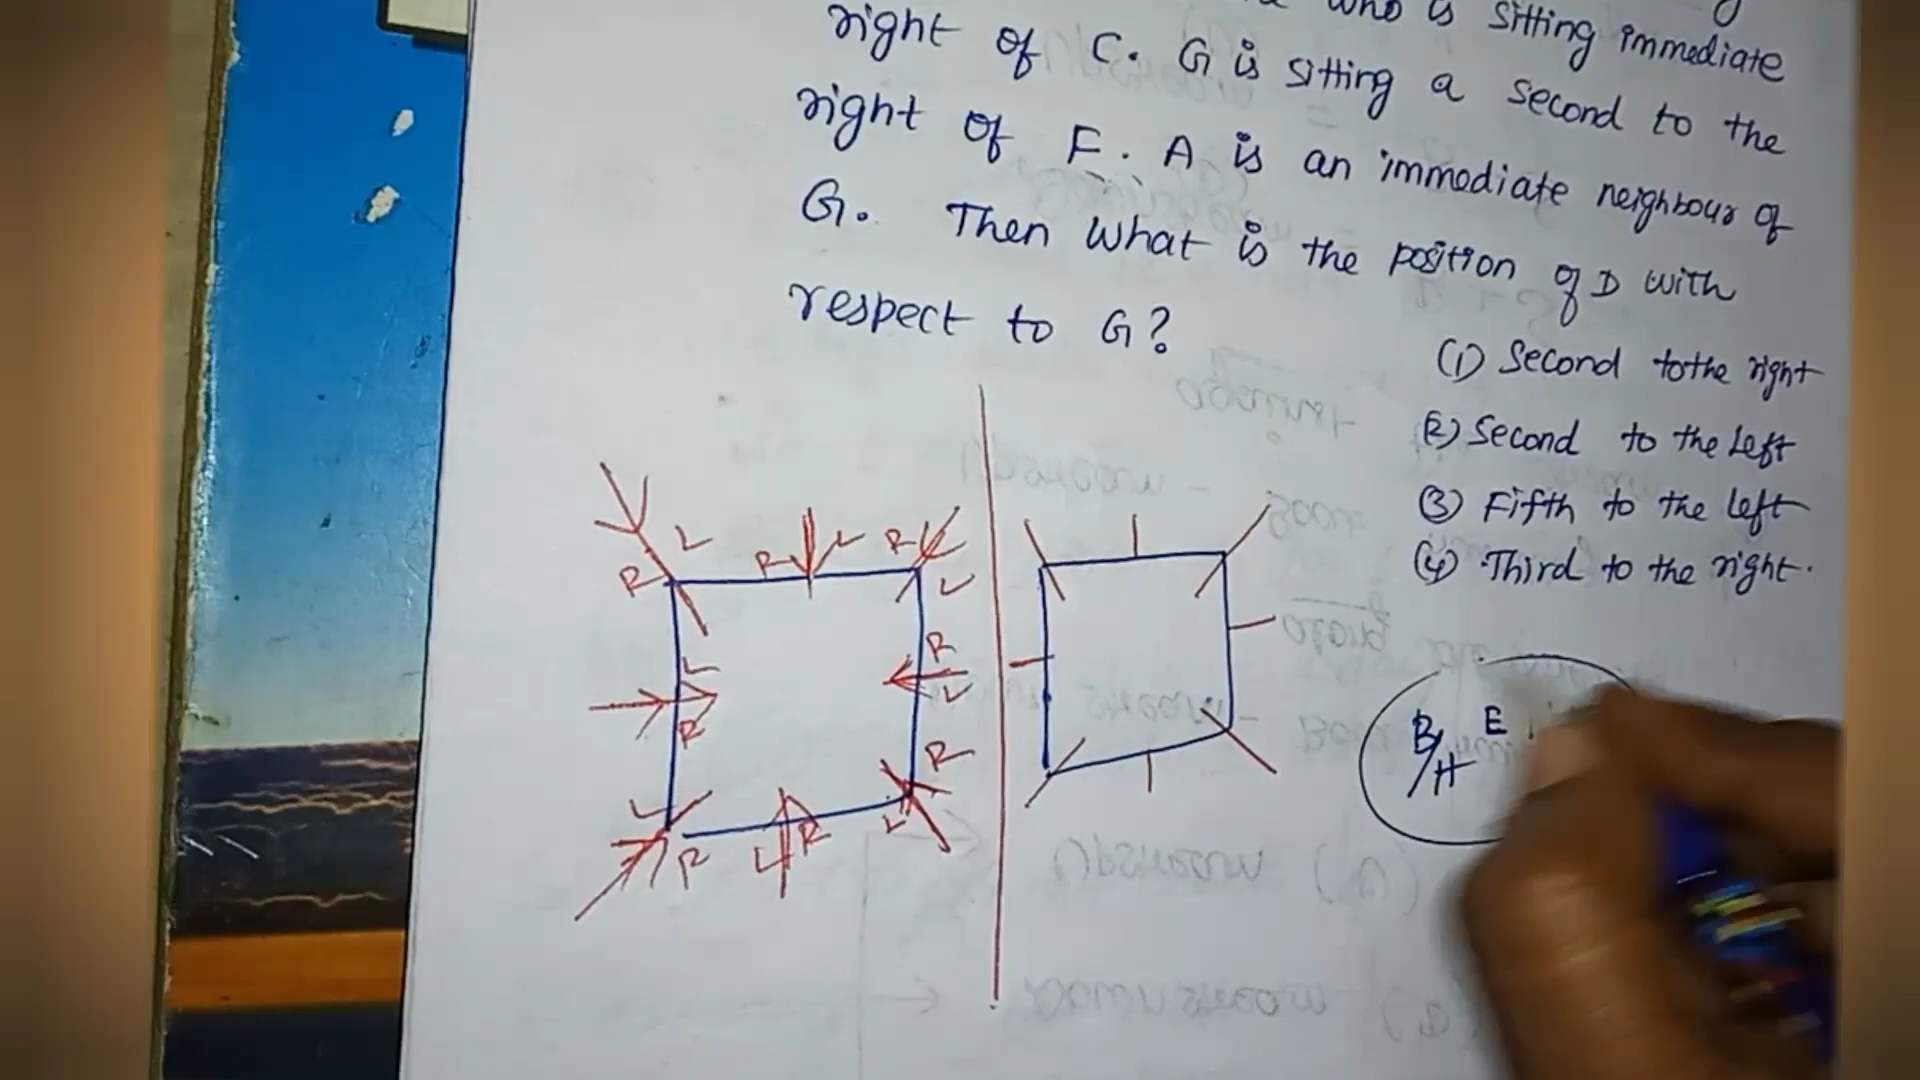 who is sitting immediate
right of C. G is sitting a second to the
right of F. A is an immediate neighbour of
G. Then what is the position of D with
respect to G?
(1) Second to the right
(2) Second to the Left
(3) Fifth to the left
(4) Third to the right.
L
R
R L
R
L
L
R
R
L
L
R
L R
R
L
B/H E